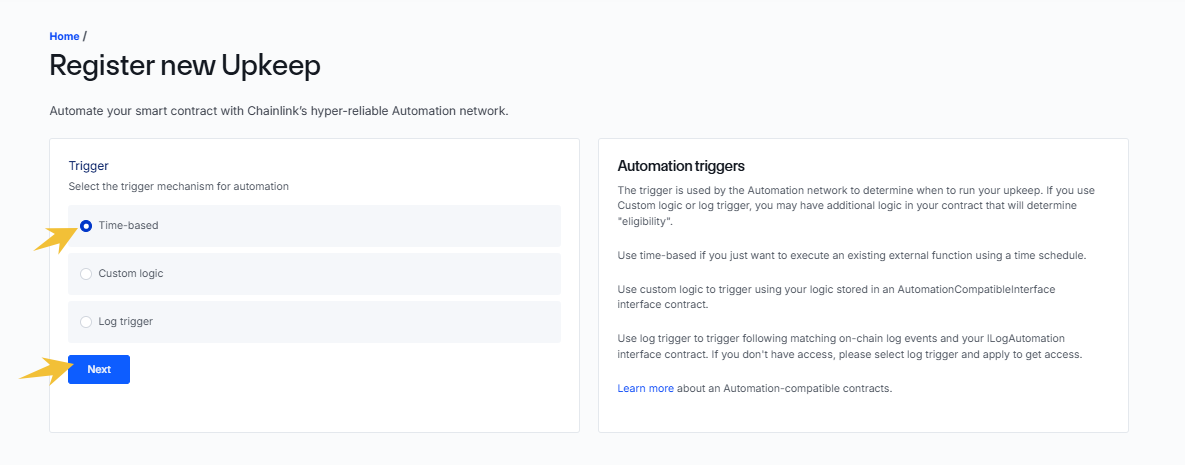 Home /
Register new Upkeep
Automate your smart contract with Chainlink's hyper-reliable Automation network.
Trigger
Select the trigger mechanism for automation
Time-based
Custom logic
Log trigger
Next
Automation triggers
The trigger is used by the Automation network to determine when to run your upkeep. If you use
Custom logic or log trigger, you may have additional logic in your contract that will determine
"eligibility".
Use time-based if you just want to execute an existing external function using a time schedule.
Use custom logic to trigger using your logic stored in an AutomationCompatibleInterface
interface contract.
Use log trigger to trigger following matching on-chain log events and your ILogAutomation
interface contract. If you don't have access, please select log trigger and apply to get access.
Learn more about an Automation-compatible contracts.